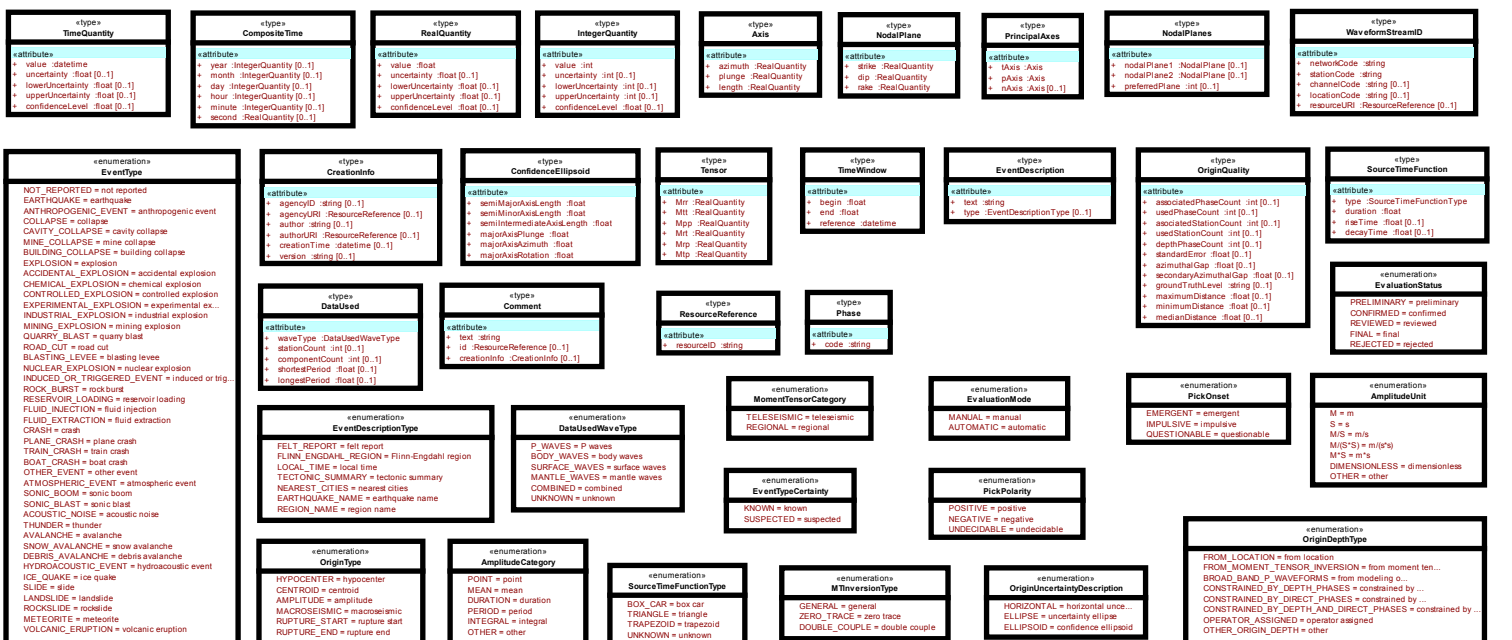 «type»
TimeQuantity
«attribute»
+ value :datetime
+ uncertainty :float [0..1]
+ lowerUncertainty :float [0..1]
+ upperUncertainty :float [0..1]
+ confidenceLevel :float [0..1]
«type»
CompositeTime
«attribute»
+ year :IntegerQuantity [0..1]
+ month :IntegerQuantity [0..1]
+ day :IntegerQuantity [0..1]
+ hour :IntegerQuantity [0..1]
+ minute :IntegerQuantity [0..1]
+ second :RealQuantity [0..1]
«type»
RealQuantity
«attribute»
+ value :float
+ uncertainty :float [0..1]
+ lowerUncertainty :float [0..1]
+ upperUncertainty :float [0..1]
+ confidenceLevel :float [0..1]
«type»
IntegerQuantity
«attribute»
+ value :int
+ uncertainty :int [0..1]
+ lowerUncertainty :int [0..1]
+ upperUncertainty :int [0..1]
+ confidenceLevel :float [0..1]
«type»
Axis
«attribute»
+ azimuth :RealQuantity
+ plunge :RealQuantity
+ length :RealQuantity
«type»
NodalPlane
«attribute»
+ strike :RealQuantity
+ dip :RealQuantity
+ rake :RealQuantity
«type»
PrincipalAxes
«attribute»
+ tAxis :Axis
+ pAxis :Axis
+ nAxis :Axis [0..1]
«type»
NodalPlanes
«attribute»
+ nodalPlane1 :NodalPlane [0..1]
+ nodalPlane2 :NodalPlane [0..1]
+ preferredPlane :int [0..1]
«type»
WaveformStreamID
«attribute»
+ networkCode :string
+ stationCode :string
+ channelCode :string [0..1]
+ locationCode :string [0..1]
+ resourceURI :ResourceReference [0..1]
«enumeration»
EventType
NOT_REPORTED = not reported
EARTHQUAKE = earthquake
ANTHROPOGENIC_EVENT = anthropogenic event
COLLAPSE = collapse
CAVITY_COLLAPSE = cavity collapse
MINE_COLLAPSE = mine collapse
BUILDING_COLLAPSE = building collapse
EXPLOSION = explosion
ACCIDENTAL_EXPLOSION = accidental explosion
CHEMICAL_EXPLOSION = chemical explosion
CONTROLLED_EXPLOSION = controlled explosion
EXPERIMENTAL_EXPLOSION = experimental ex...
INDUSTRIAL_EXPLOSION = industrial explosion
MINING_EXPLOSION = mining explosion
QUARRY_BLAST = quarry blast
ROAD_CUT = road cut
BLASTING_LEVEE = blasting levee
NUCLEAR_EXPLOSION = nuclear explosion
INDUCED_OR_TRIGGERED_EVENT = induced or trig...
ROCK_BURST = rock burst
RESERVOIR_LOADING = reservoir loading
FLUID_INJECTION = fluid injection
FLUID_EXTRACTION = fluid extraction
CRASH = crash
PLANE_CRASH = plane crash
TRAIN_CRASH = train crash
BOAT_CRASH = boat crash
OTHER_EVENT = other event
ATMOSPHERIC_EVENT = atmospheric event
SONIC_BOOM = sonic boom
SONIC_BLAST = sonic blast
ACOUSTIC_NOISE = acoustic noise
THUNDER = thunder
AVALANCHE = avalanche
SNOW_AVALANCHE = snow avalanche
DEBRIS_AVALANCHE = debris avalanche
HYDROACOUSTIC_EVENT = hydroacoustic event
ICE_QUAKE = ice quake
SLIDE = slide
LANDSLIDE = landslide
ROCKSLIDE = rockslide
METEORITE = meteorite
VOLCANIC_ERUPTION = volcanic eruption
«type»
CreationInfo
«attribute»
+ agencyID :string [0..1]
+ agencyURI :ResourceReference [0..1]
+ author :string [0..1]
+ authorURI :ResourceReference [0..1]
+ creationTime :datetime [0..1]
+ version :string [0..1]
«type»
ConfidenceEllipsoid
«attribute»
+ semiMajorAxisLength :float
+ semiMinorAxisLength :float
+ semiIntermediateAxisLength :float
+ majorAxisPlunge :float
+ majorAxisAzimuth :float
+ majorAxisRotation :float
«type»
Tensor
«attribute»
+ Mrr :RealQuantity
+ Mtt :RealQuantity
+ Mpp :RealQuantity
+ Mrt :RealQuantity
+ Mrp :RealQuantity
+ Mtp :RealQuantity
«type»
TimeWindow
«attribute»
+ begin :float
+ end :float
+ reference :datetime
«type»
EventDescription
«attribute»
+ text :string
+ type :EventDescriptionType [0..1]
«type»
OriginQuality
«attribute»
+ associatedPhaseCount :int [0..1]
+ usedPhaseCount :int [0..1]
+ asociatedStationCount :int [0..1]
+ usedStationCount :int [0..1]
+ depthPhaseCount :int [0..1]
+ standardError :float [0..1]
+ azimuthalGap :float [0..1]
+ secondaryAzimuthalGap :float [0..1]
+ groundTruthLevel :string [0..1]
+ maximumDistance :float [0..1]
+ minimumDistance :float [0..1]
+ medianDistance :float [0..1]
«type»
SourceTimeFunction
«attribute»
+ type :SourceTimeFunctionType
+ duration :float
+ riseTime :float [0..1]
+ decayTime :float [0..1]
«enumeration»
EvaluationStatus
PRELIMINARY = preliminary
CONFIRMED = confirmed
REVIEWED = reviewed
FINAL = final
REJECTED = rejected
«type»
DataUsed
«attribute»
+ waveType :DataUsedWaveType
+ stationCount :int [0..1]
+ componentCount :int [0..1]
+ shortestPeriod :float [0..1]
+ longestPeriod :float [0..1]
«type»
Comment
«attribute»
+ text :string
+ id :ResourceReference [0..1]
+ creationInfo :CreationInfo [0..1]
«type»
ResourceReference
«attribute»
+ resourceID :string
«type»
Phase
«attribute»
+ code :string
«enumeration»
MomentTensorCategory
TELESEISMIC = teleseismic
REGIONAL = regional
«enumeration»
EvaluationMode
MANUAL = manual
AUTOMATIC = automatic
«enumeration»
PickOnset
EMERGENT = emergent
IMPULSIVE = impulsive
QUESTIONABLE = questionable
«enumeration»
AmplitudeUnit
M = m
S = s
M/S = m/s
M/(S*S) = m/(s*s)
M*S = m*s
DIMENSIONLESS = dimensionless
OTHER = other
«enumeration»
EventDescriptionType
FELT_REPORT = felt report
FLINN_ENGDAHL_REGION = Flinn-Engdahl region
LOCAL_TIME = local time
TECTONIC_SUMMARY = tectonic summary
NEAREST_CITIES = nearest cities
EARTHQUAKE_NAME = earthquake name
REGION_NAME = region name
«enumeration»
DataUsedWaveType
P_WAVES = P waves
BODY_WAVES = body waves
SURFACE_WAVES = surface waves
MANTLE_WAVES = mantle waves
COMBINED = combined
UNKNOWN = unknown
«enumeration»
EventTypeCertainty
KNOWN = known
SUSPECTED = suspected
«enumeration»
PickPolarity
POSITIVE = positive
NEGATIVE = negative
UNDECIDABLE = undecidable
«enumeration»
OriginType
HYPOCENTER = hypocenter
CENTROID = centroid
AMPLITUDE = amplitude
MACROSEISMIC = macroseismic
RUPTURE_START = rupture start
RUPTURE_END = rupture end
«enumeration»
AmplitudeCategory
POINT = point
MEAN = mean
DURATION = duration
PERIOD = period
INTEGRAL = integral
OTHER = other
«enumeration»
SourceTimeFunctionType
BOX_CAR = box car
TRIANGLE = triangle
TRAPEZOID = trapezoid
UNKNOWN = unknown
«enumeration»
MTInversionType
GENERAL = general
ZERO_TRACE = zero trace
DOUBLE_COUPLE = double couple
«enumeration»
OriginUncertaintyDescription
HORIZONTAL = horizontal unce...
ELLIPSE = uncertainty ellipse
ELLIPSOID = confidence ellipsoid
«enumeration»
OriginDepthType
FROM_LOCATION = from location
FROM_MOMENT_TENSOR_INVERSION = from moment ten...
BROAD_BAND_P_WAVEFORMS = from modeling o...
CONSTRAINED_BY_DEPTH_PHASES = constrained by ...
CONSTRAINED_BY_DIRECT_PHASES = constrained by ...
CONSTRAINED_BY_DEPTH_AND_DIRECT_PHASES = constrained by ...
OPERATOR_ASSIGNED = operator assigned
OTHER_ORIGIN_DEPTH = other